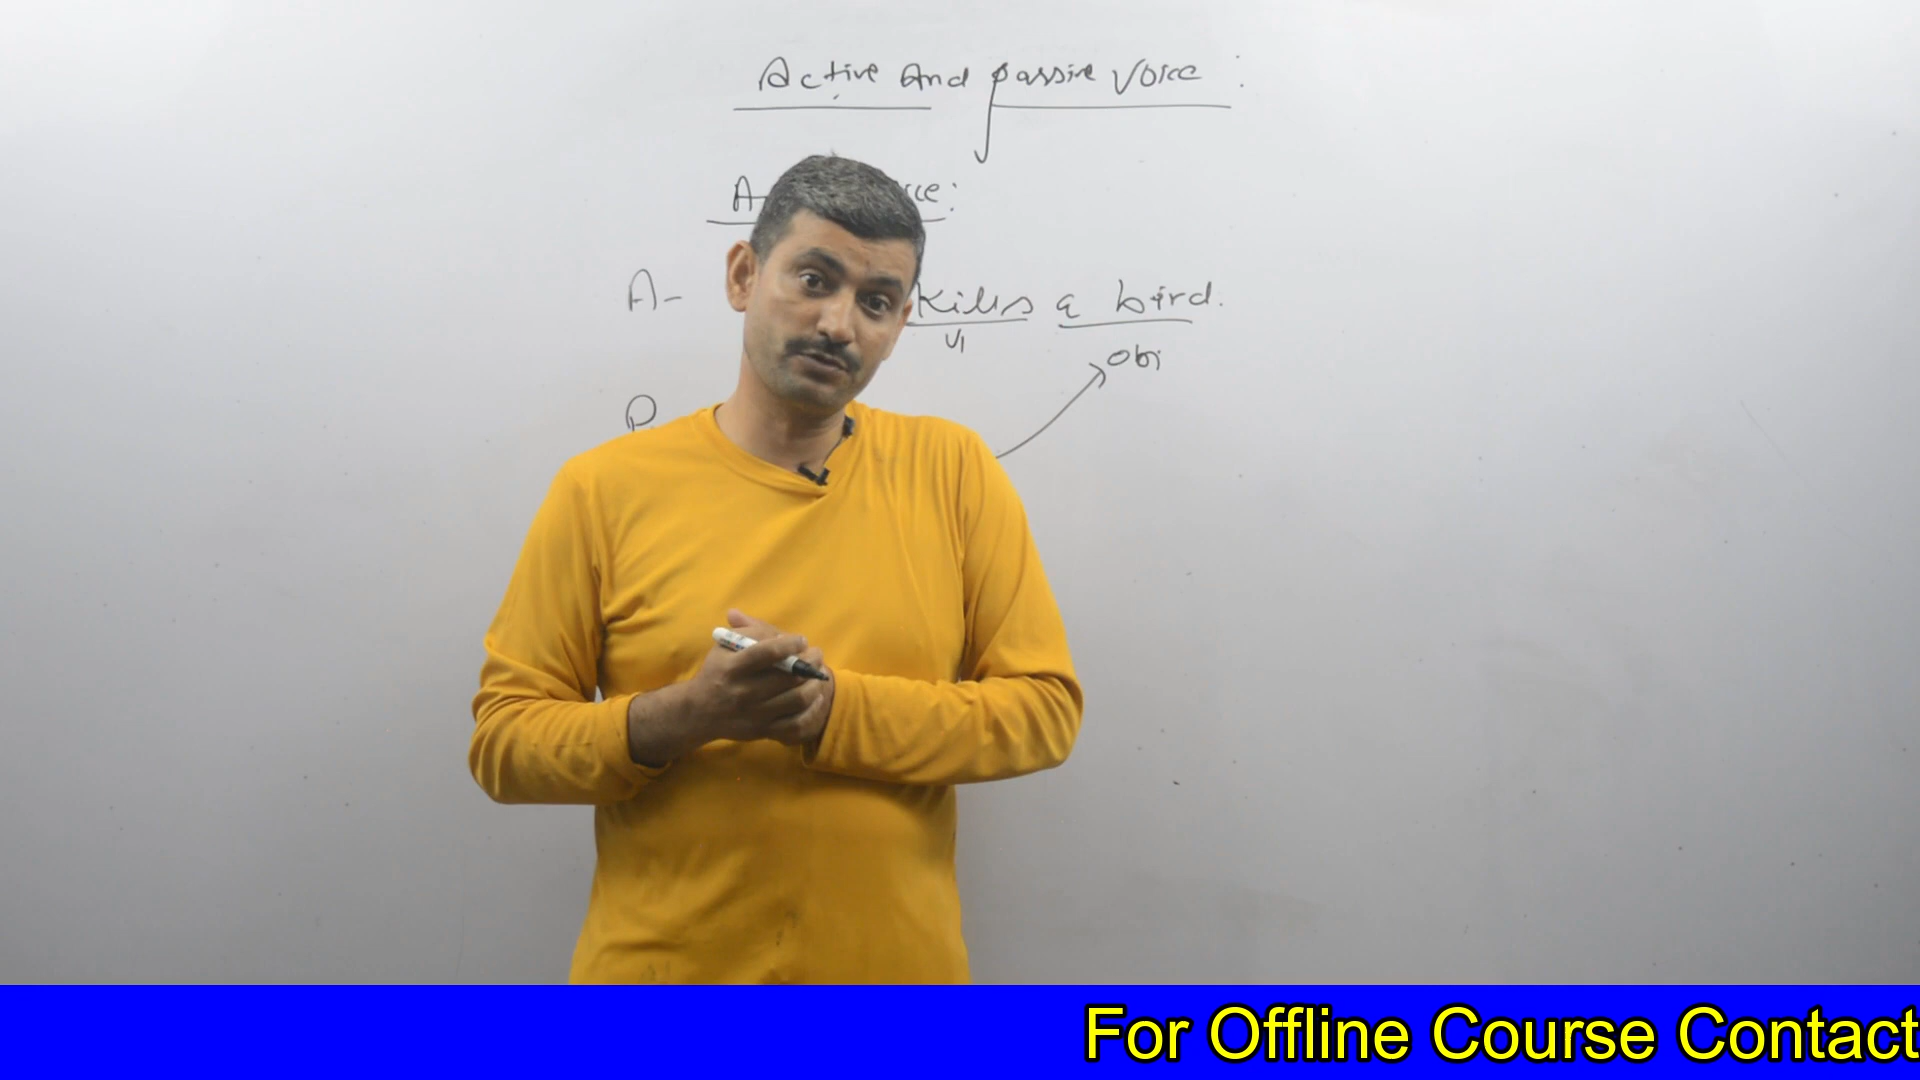 Active And passive Voice :
A-
A- kills a bird.
V1
Obj
P
For Offline Course Contact